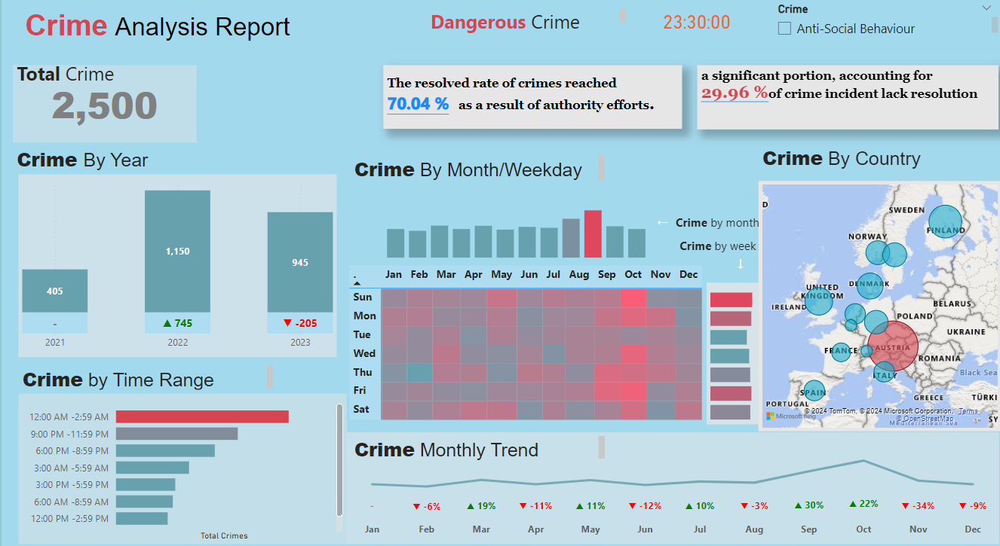 Crime Analysis Report
Dangerous Crime
23:30:00
Crime
Anti-Social Behaviour
Total Crime
2,500
The resolved rate of crimes reached
70.04 % as a result of authority efforts.
a significant portion, accounting for
29.96 %of crime incident lack resolution
Crime By Year
405
1,150
945
-
▲ 745
▼ -205
2021
2022
2023
Crime by Time Range
12:00 AM -2:59 AM
9:00 PM -11:59 PM
6:00 PM -8:59 PM
3:00 AM -5:59 AM
3:00 PM -5:59 PM
6:00 AM -8:59 AM
12:00 PM -2:59 PM
Total Crimes
Crime By Month/Weekday
← Crime by month
Crime by week
↓
. Jan Feb Mar Apr May Jun Jul Aug Sep Oct Nov Dec
Sun
Mon
Tue
Wed
Thu
Fri
Sat
Crime By Country
D
SWEDEN
FINLAND
NORWAY
DENMARK
UNITED
KINGDOM
IRELAND
BELARUS
POLAND
UKRAINE
FRANCE
AUSTRIA
ROMANIA
ITALY
Black Sea
SPAIN
PORTUGAL
GREECE
TÜRKI
© 2024 TomTom, © 2024 Microsoft Corporation, Terms
Microsoft Bing
© OpenStreetMap
SY
Mediterranean Sea
Crime Monthly Trend
- ▼ -6% ▲ 19% ▼ -11% ▲ 11% ▼ -12% ▲ 10% ▼ -3% ▲ 30% ▲ 22% ▼ -34% ▼ -9%
Jan Feb Mar Apr May Jun Jul Aug Sep Oct Nov Dec